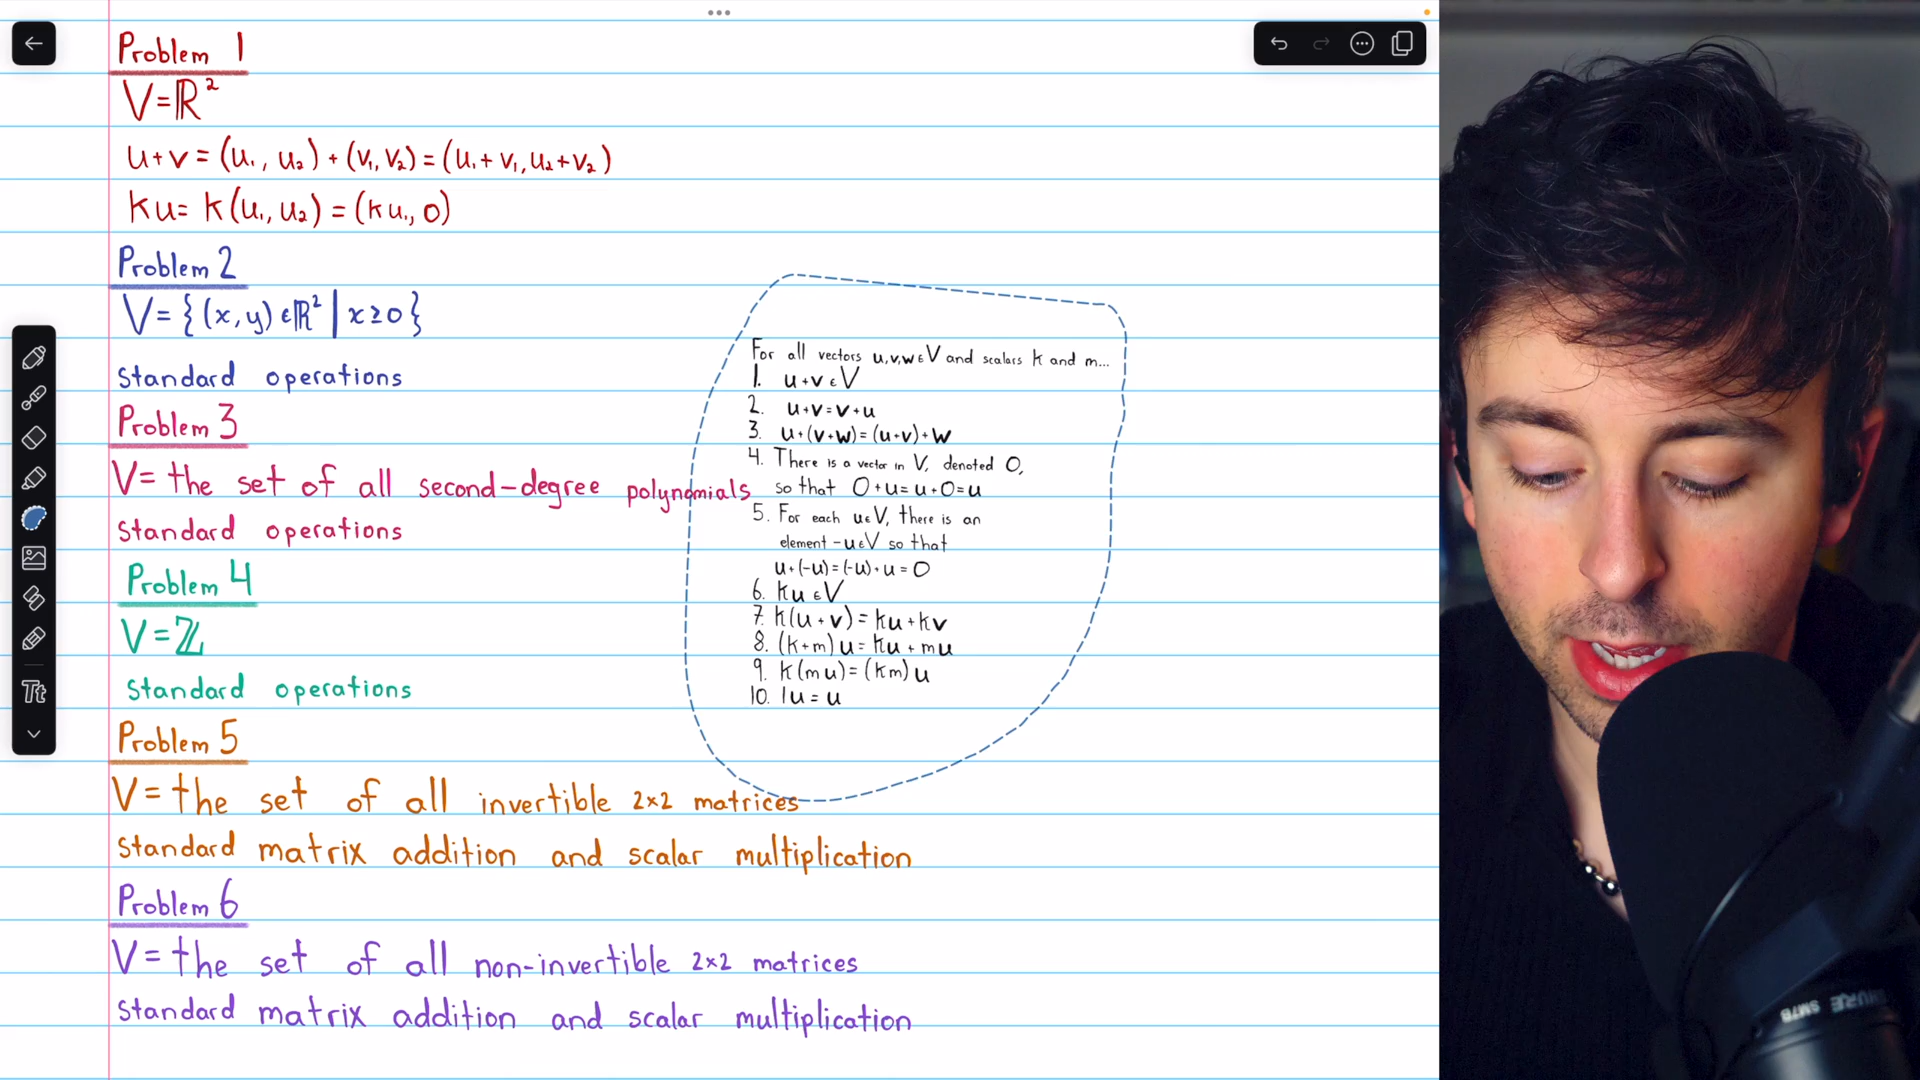 Problem 1
V=ℝ²
u+v = (u₁, u₂) + (v₁, v₂) = (u₁+v₁, u₂+v₂)
ku= k(u₁, u₂) = (ku₁, 0)
Problem 2
V= {(x,y)∈ℝ² | x≥0}
Standard operations
Problem 3
V= the set of all second-degree polynomials
Standard operations
Problem 4
V=ℤ
Standard operations
Problem 5
V= the set of all invertible 2×2 matrices
Standard matrix addition and scalar multiplication
Problem 6
V= the set of all non-invertible 2×2 matrices
Standard matrix addition and scalar multiplication
For all vectors u,v,w∈V and scalars k and m...
1. u+v∈V
2. u+v=v+u
3. u+(v+w)=(u+v)+w
4. There is a vector in V, denoted 0,
so that 0+u=u+0=u
5. For each u∈V, there is an
element -u∈V so that
u+(-u)=(-u)+u=0
6. ku∈V
7. k(u+v)=ku+kv
8. (k+m)u=ku+mu
9. k(mu)=(km)u
10. 1u=u
Tt
SHURE SM7B